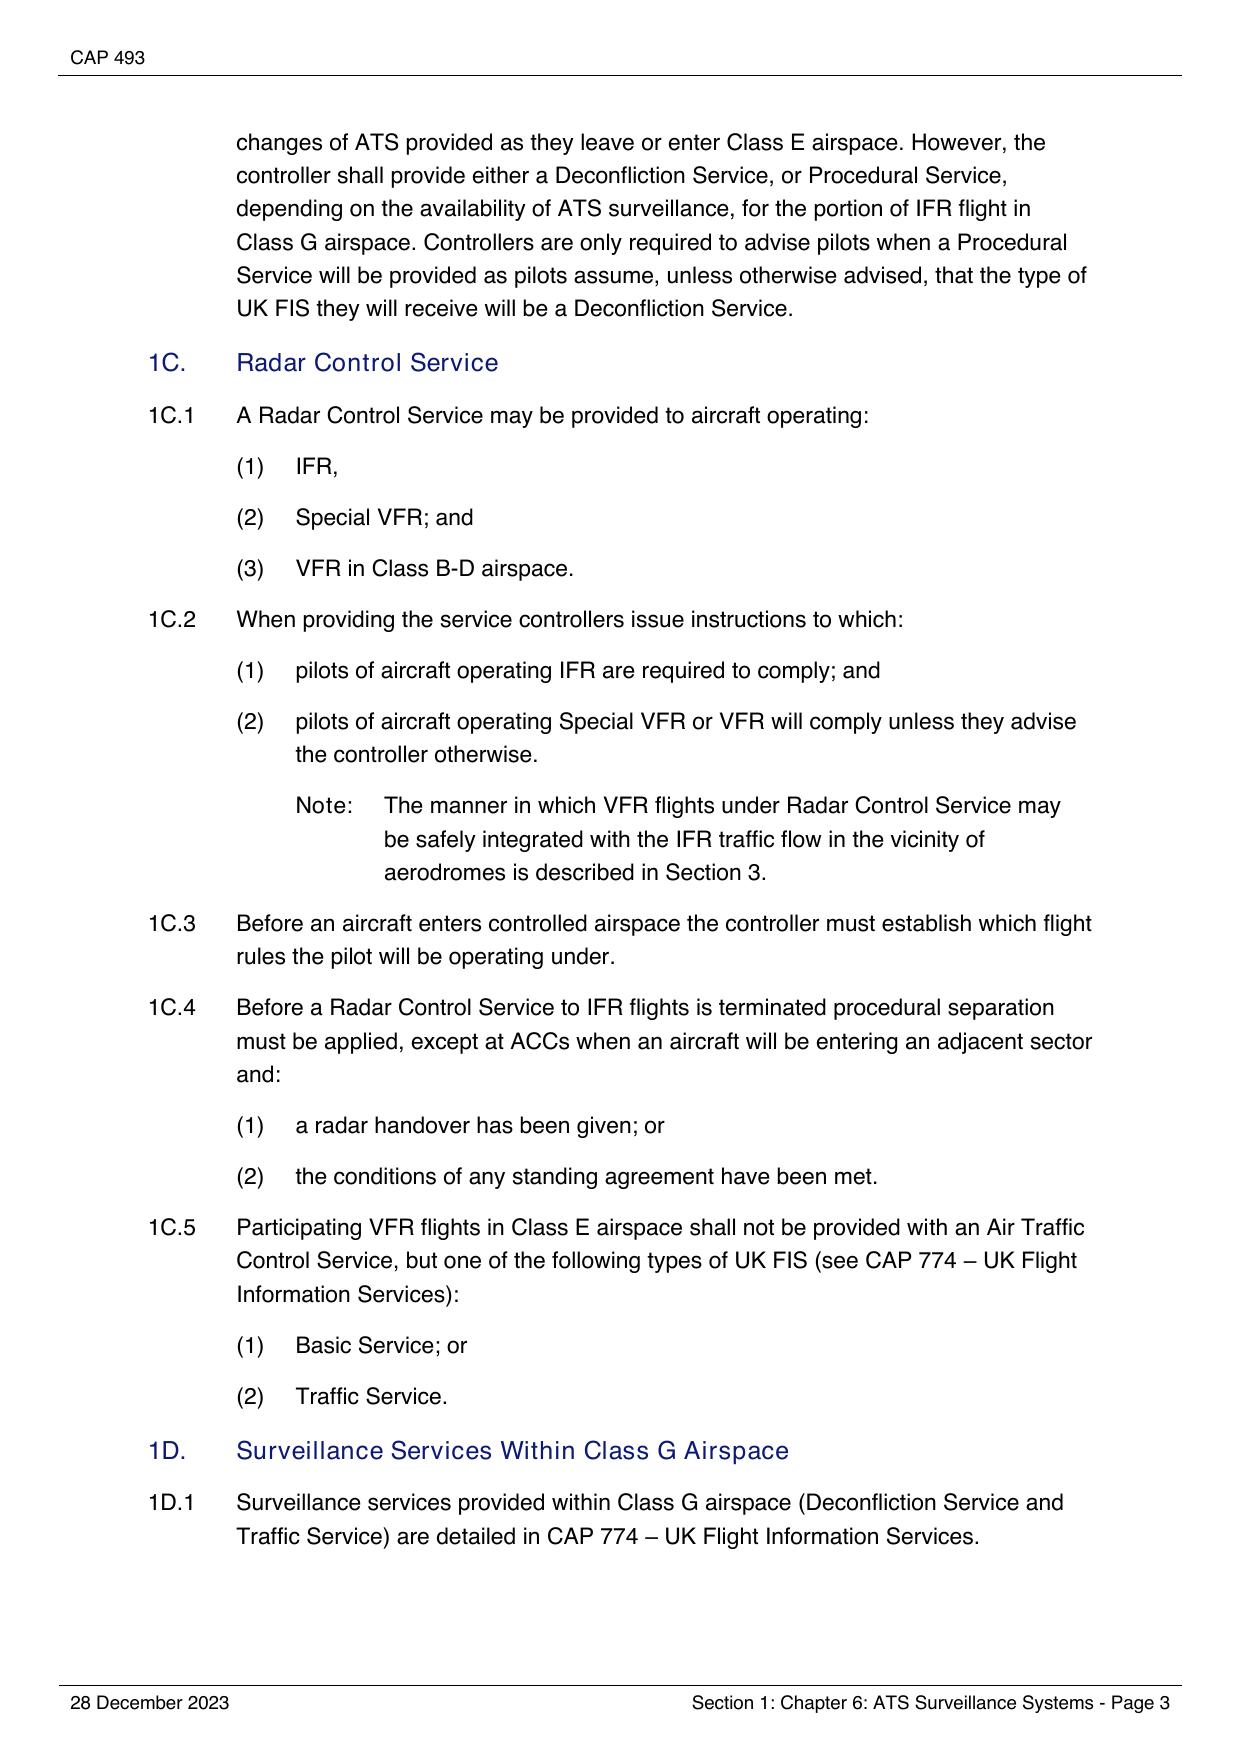 CAP 493
changes of ATS provided as they leave or enter Class E airspace. However, the
controller shall provide either a Deconfliction Service, or Procedural Service,
depending on the availability of ATS surveillance, for the portion of IFR flight in
Class G airspace. Controllers are only required to advise pilots when a Procedural
Service will be provided as pilots assume, unless otherwise advised, that the type of
UK FIS they will receive will be a Deconfliction Service.
1C. Radar Control Service
1C.1 A Radar Control Service may be provided to aircraft operating:
(1) IFR,
(2) Special VFR; and
(3) VFR in Class B-D airspace.
1C.2 When providing the service controllers issue instructions to which:
(1) pilots of aircraft operating IFR are required to comply; and
(2) pilots of aircraft operating Special VFR or VFR will comply unless they advise
the controller otherwise.
Note: The manner in which VFR flights under Radar Control Service may
be safely integrated with the IFR traffic flow in the vicinity of
aerodromes is described in Section 3.
1C.3 Before an aircraft enters controlled airspace the controller must establish which flight
rules the pilot will be operating under.
1C.4 Before a Radar Control Service to IFR flights is terminated procedural separation
must be applied, except at ACCs when an aircraft will be entering an adjacent sector
and:
(1) a radar handover has been given; or
(2) the conditions of any standing agreement have been met.
1C.5 Participating VFR flights in Class E airspace shall not be provided with an Air Traffic
Control Service, but one of the following types of UK FIS (see CAP 774 – UK Flight
Information Services):
(1) Basic Service; or
(2) Traffic Service.
1D. Surveillance Services Within Class G Airspace
1D.1 Surveillance services provided within Class G airspace (Deconfliction Service and
Traffic Service) are detailed in CAP 774 – UK Flight Information Services.
28 December 2023 Section 1: Chapter 6: ATS Surveillance Systems - Page 3